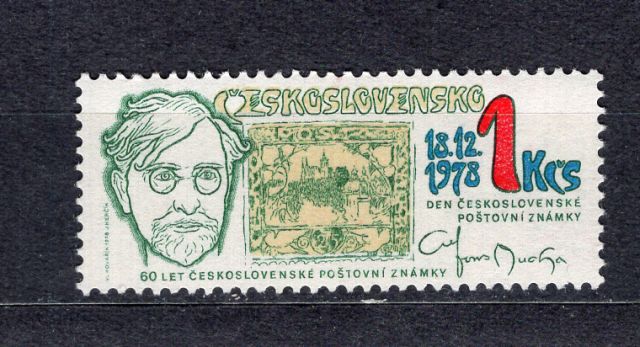 ČESKOSLOVENSKO
18.12.
1978
1 Kčs
DEN ČESKOSLOVENSKÉ
POŠTOVNÍ ZNÁMKY
Alfons Mucha
60 LET ČESKOSLOVENSKÉ POŠTOVNÍ ZNÁMKY